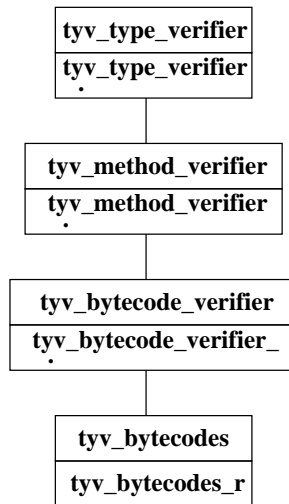 tyv_type_verifier
tyv_type_verifier
.
tyv_method_verifier
tyv_method_verifier
.
tyv_bytecode_verifier
tyv_bytecode_verifier_
.
tyv_bytecodes
tyv_bytecodes_r